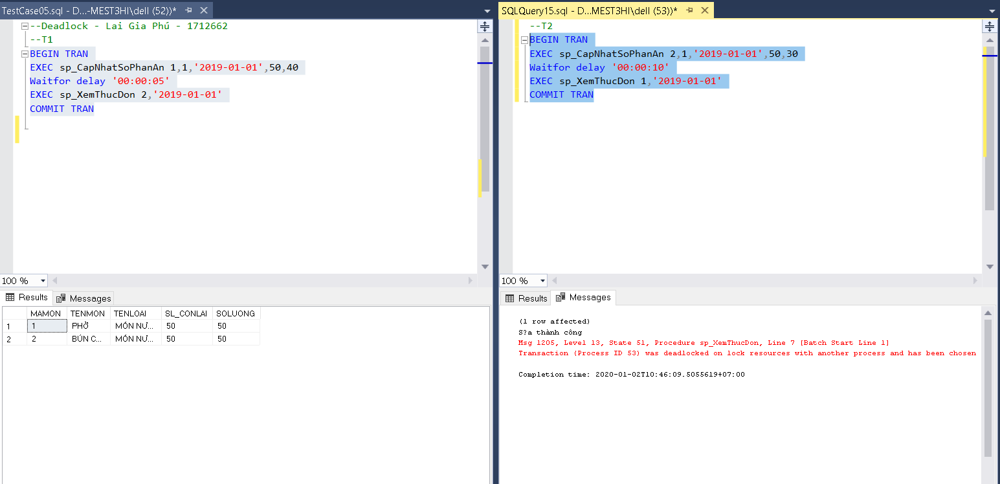 TestCase05.sql - D...-MEST3HI\dell (52))*
--Deadlock - Lai Gia Phú - 1712662
--T1
BEGIN TRAN
EXEC sp_CapNhatSoPhanAn 1,1,'2019-01-01',50,40
Waitfor delay '00:00:05'
EXEC sp_XemThucDon 2,'2019-01-01'
COMMIT TRAN
100 %
Results Messages
MAMON TENMON TENLOAI SL_CONLAI SOLUONG
1 1 PHỞ MÓN NƯ... 50 50
2 2 BÚN C... MÓN NƯ... 50 50
SQLQuery15.sql - D...MEST3HI\dell (53))*
--T2
BEGIN TRAN
EXEC sp_CapNhatSoPhanAn 2,1,'2019-01-01',50,30
Waitfor delay '00:00:10'
EXEC sp_XemThucDon 1,'2019-01-01'
COMMIT TRAN
100 %
Results Messages
(1 row affected)
S?a thành công
Msg 1205, Level 13, State 51, Procedure sp_XemThucDon, Line 7 [Batch Start Line 1]
Transaction (Process ID 53) was deadlocked on lock resources with another process and has been chosen
Completion time: 2020-01-02T10:46:09.5055619+07:00